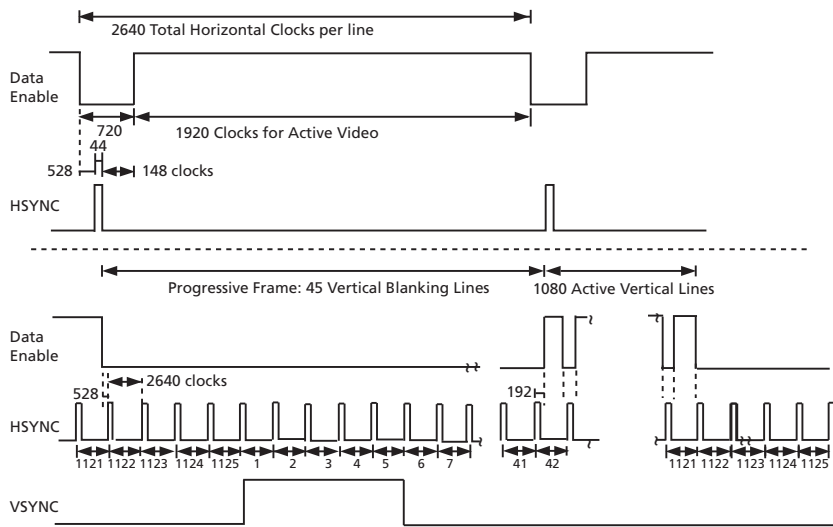 2640 Total Horizontal Clocks per line
Data
Enable
720
1920 Clocks for Active Video
44
528
148 clocks
HSYNC
Progressive Frame: 45 Vertical Blanking Lines
1080 Active Vertical Lines
Data
Enable
528
2640 clocks
192
HSYNC
1121 1122 1123 1124 1125 1 2 3 4 5 6 7 41 42 1121 1122 1123 1124 1125
VSYNC